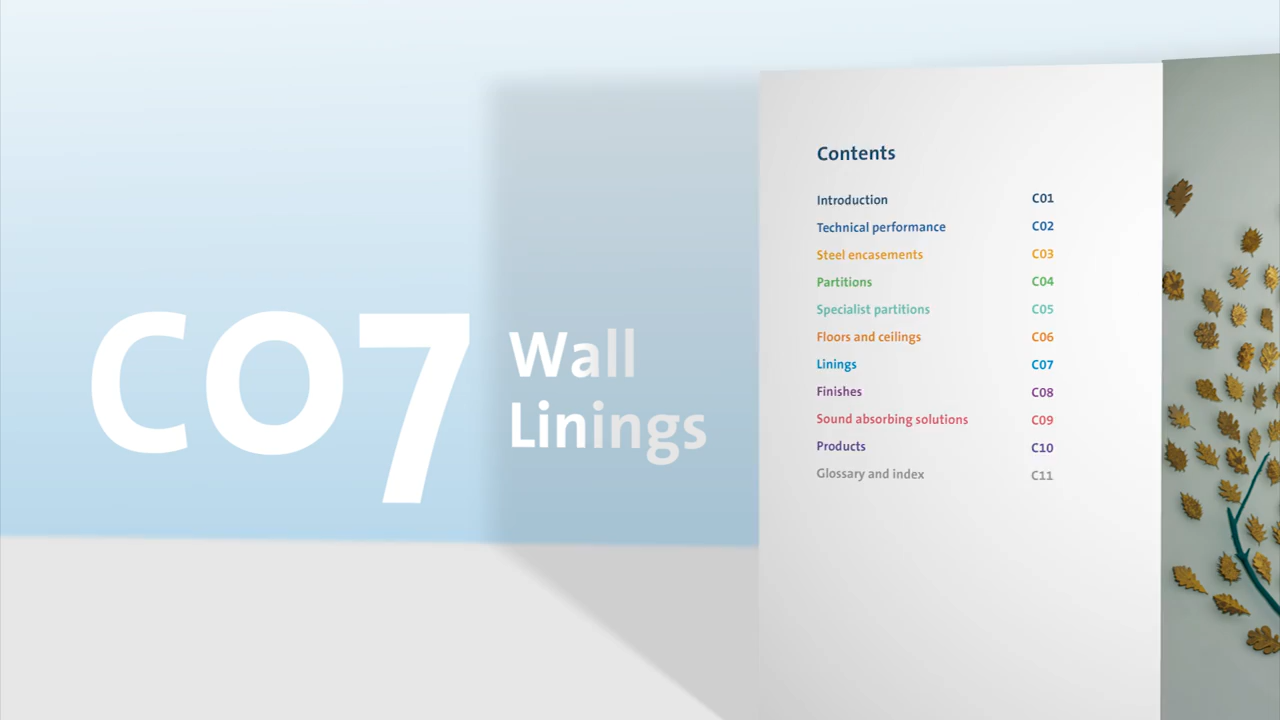 CO7
Wall
Linings
Contents
Introduction C01
Technical performance C02
Steel encasements C03
Partitions C04
Specialist partitions C05
Floors and ceilings C06
Linings C07
Finishes C08
Sound absorbing solutions C09
Products C10
Glossary and index C11